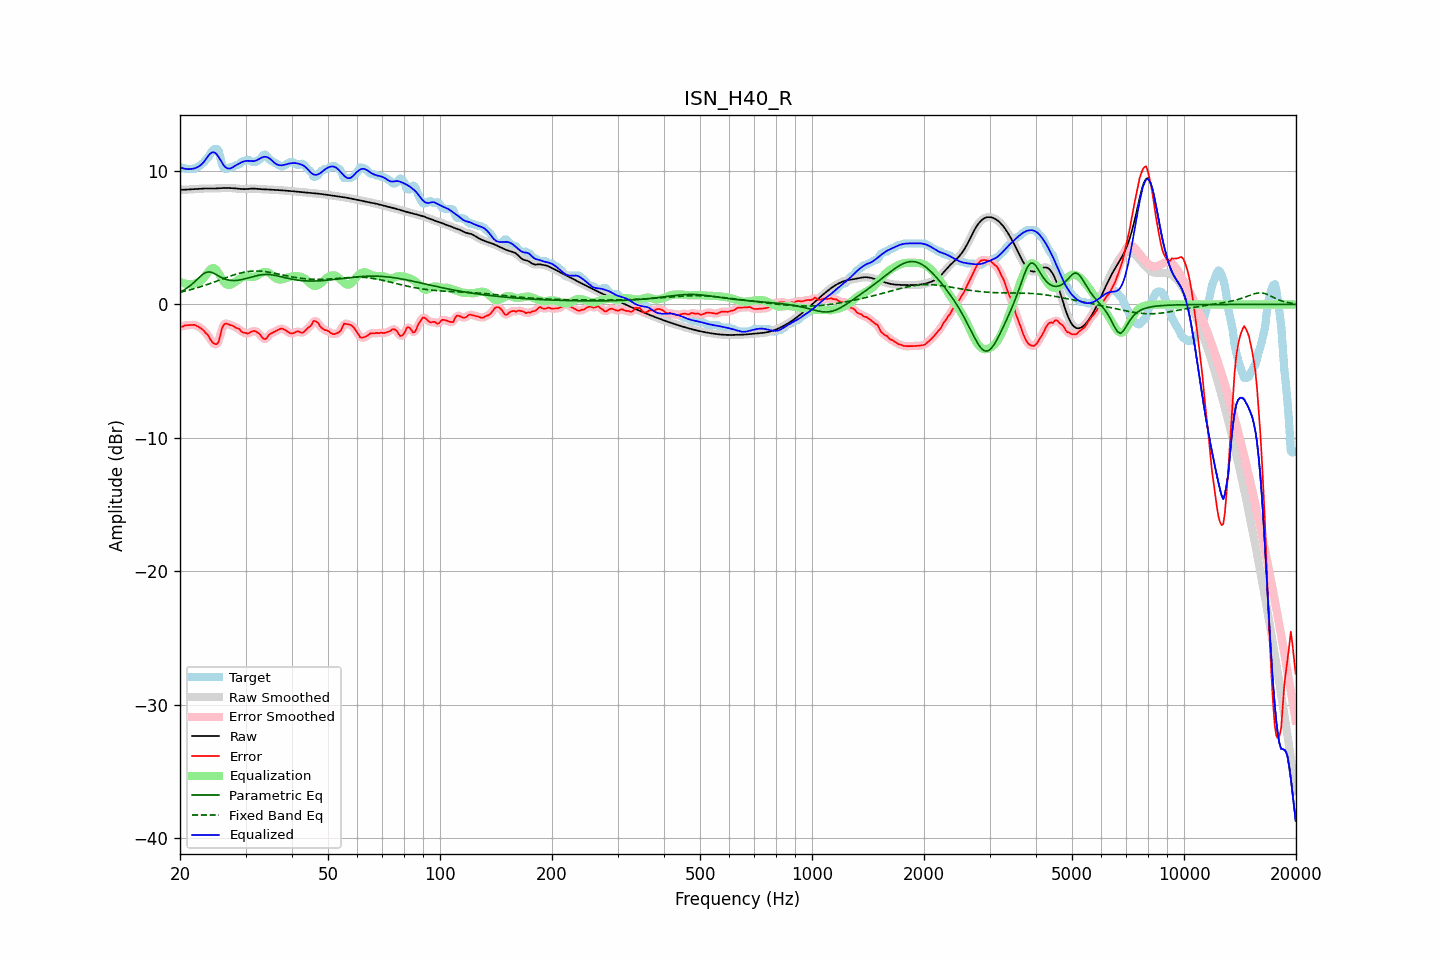 ISN_H40_R
Amplitude (dBr)
10
0
−10
−20
−30
−40
Target
Raw Smoothed
Error Smoothed
Raw
Error
Equalization
Parametric Eq
Fixed Band Eq
Equalized
20 50 100 200 500 1000 2000 5000 10000 20000
Frequency (Hz)